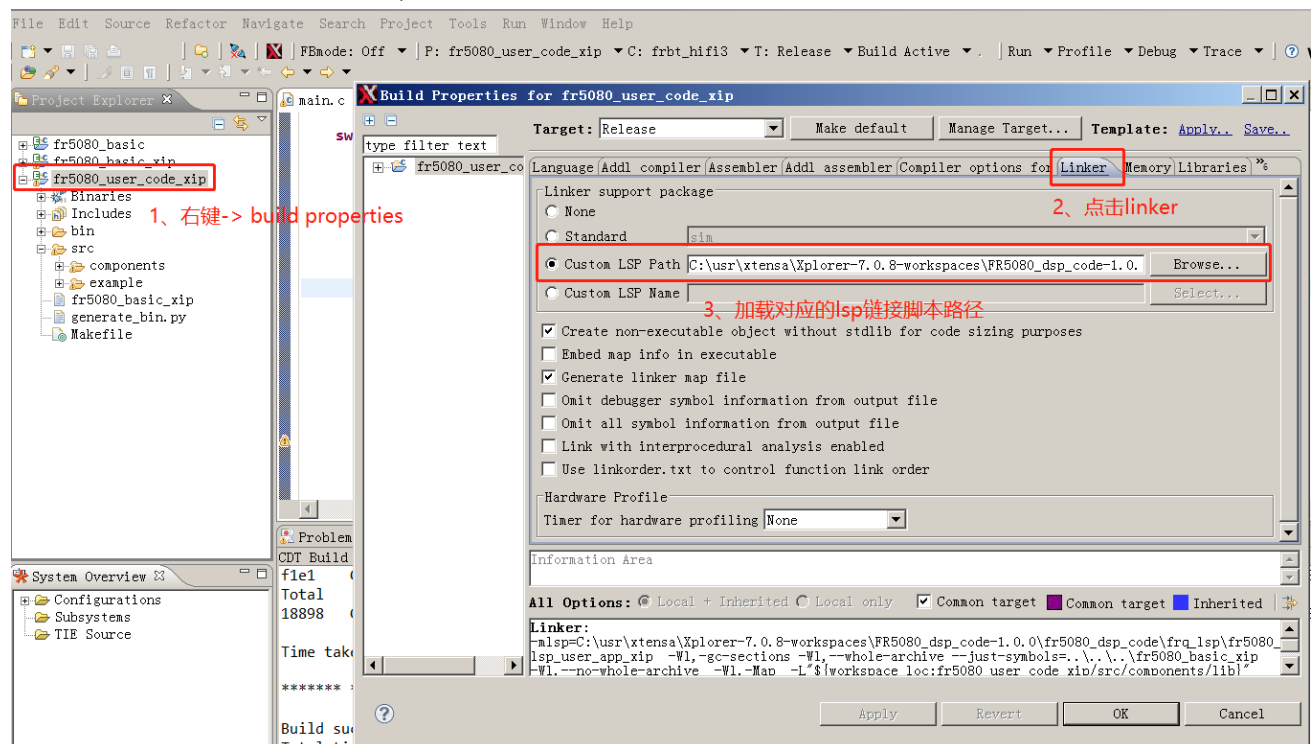 File Edit Source Refactor Navigate Search Project Tools Run Window Help
FBmode: Off P: fr5080_user_code_xip C: frbt_hifi3 T: Release Build Active . Run Profile Debug Trace
Project Explorer
fr5080_basic
fr5080_basic_xip
fr5080_user_code_xip
Binaries
Includes
bin
src
components
example
fr5080_basic_xip
generate_bin.py
Makefile
1、右键-> build properties
System Overview
Configurations
Subsystems
TIE Source
main.c
sw
Problem
CDT Build
f1e1
Total
18898
Time take
*******
Build suc
Build Properties for fr5080_user_code_xip
type filter text
fr5080_user_co
Target: Release Make default Manage Target... Template: Apply.. Save..
Language Addl compiler Assembler Addl assembler Compiler options for Linker Memory Libraries »6
2、点击linker
Linker support package
None
Standard sim
Custom LSP Path C:\usr\xtensa\Xplorer-7.0.8-workspaces\FR5080_dsp_code-1.0. Browse...
Custom LSP Name Select...
3、加载对应的lsp链接脚本路径
Create non-executable object without stdlib for code sizing purposes
Embed map info in executable
Generate linker map file
Omit debugger symbol information from output file
Omit all symbol information from output file
Link with interprocedural analysis enabled
Use linkorder.txt to control function link order
Hardware Profile
Timer for hardware profiling None
Information Area
All Options: Local + Inherited Local only Common target Common target Inherited
Linker:
-mlsp=C:\usr\xtensa\Xplorer-7.0.8-workspaces\FR5080_dsp_code-1.0.0\fr5080_dsp_code\frq_lsp\fr5080_
lsp_user_app_xip -Wl,-gc-sections -Wl,--whole-archive --just-symbols=..\..\..\fr5080_basic_xip
-Wl,--no-whole-archive -Wl,-Map -L"${workspace_loc:fr5080_user_code_xip/src/components/lib}"
Apply Revert OK Cancel